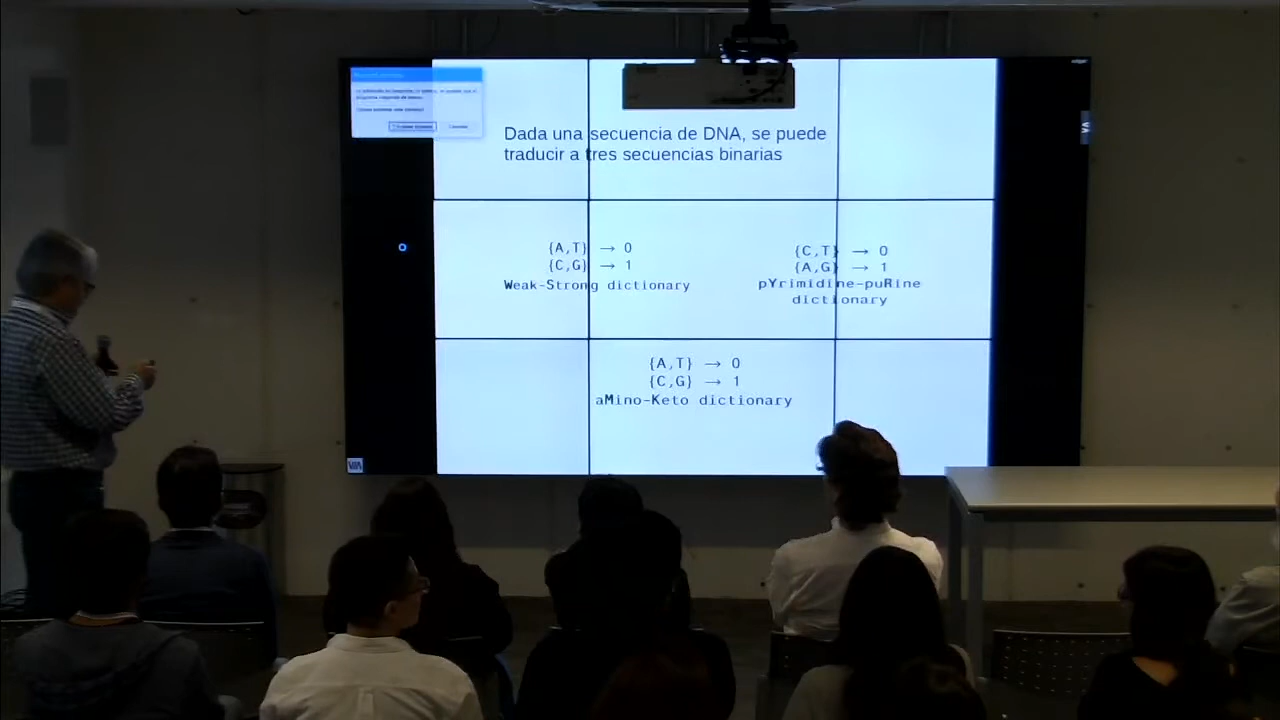 Dada una secuencia de DNA, se puede
traducir a tres secuencias binarias
{A,T} → 0
{C,G} → 1
Weak-Strong dictionary
{C,T} → 0
{A,G} → 1
pYrimidine-puRine
dictionary
{A,T} → 0
{C,G} → 1
aMino-Keto dictionary